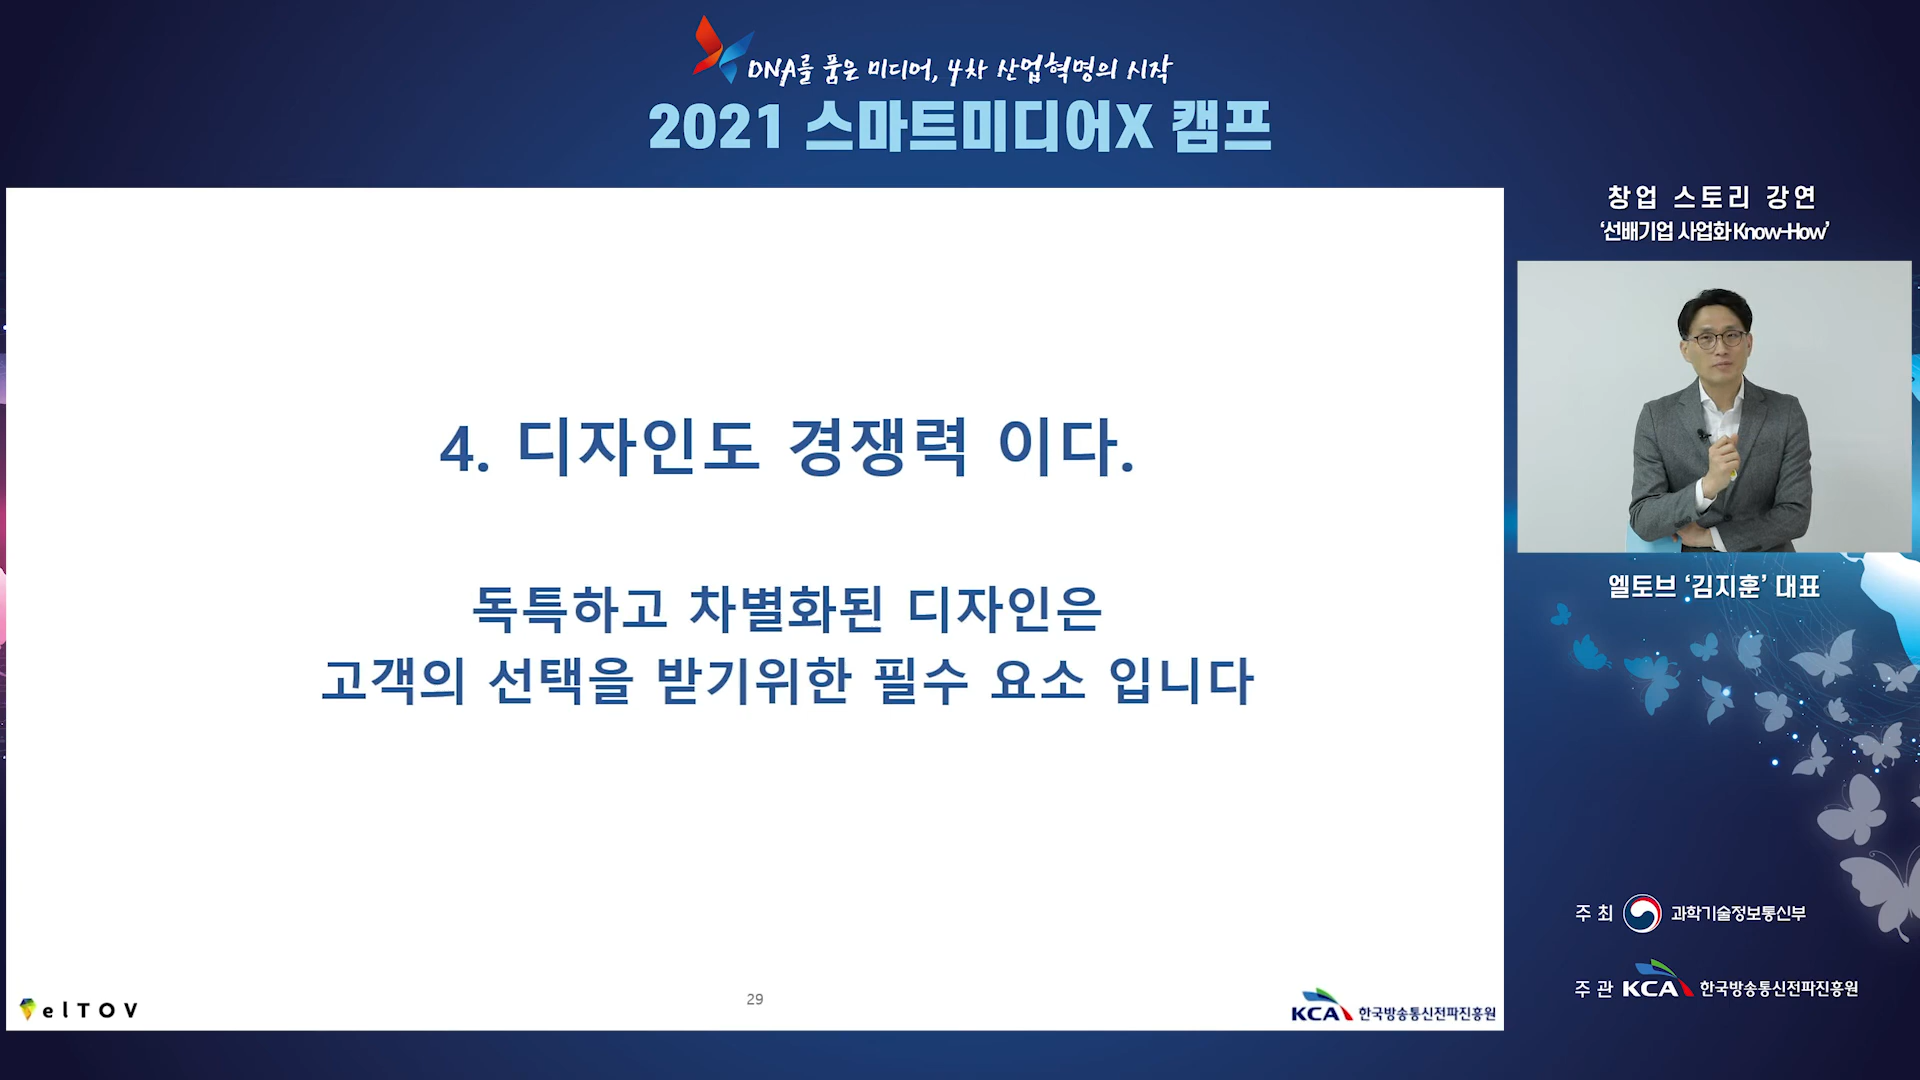 DNA를 품은 미디어, 4차 산업혁명의 시작
2021 스마트미디어X 캠프
창업 스토리 강연
‘선배기업 사업화 Know-How’
4. 디자인도 경쟁력 이다.
독특하고 차별화된 디자인은
고객의 선택을 받기위한 필수 요소 입니다
엘토브 ‘김지훈’ 대표
주최 과학기술정보통신부
주관 KCA 한국방송통신전파진흥원
elTOV
29
KCA 한국방송통신전파진흥원